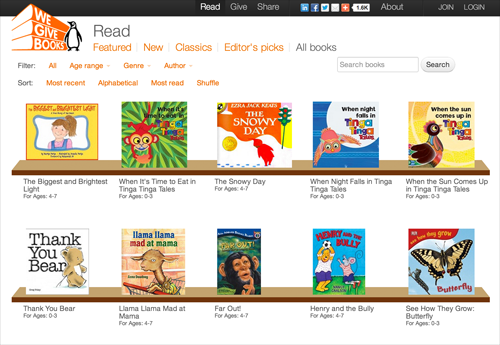 Read Give Share 1.6K About JOIN LOGIN
WE GIVE BOOKS
Read
Featured New Classics Editor's picks All books
Filter: All Age range Genre Author
Search books Search
Sort: Most recent Alphabetical Most read Shuffle
When it's
time to eat in
Tinga
Tinga
EZRA JACK KEATS
THE
SNOWY
DAY
When night
falls in
Tinga
Tinga
Tales
When the sun
comes up in
Tinga
Tinga
Tales
The Biggest and Brightest
Light
For Ages: 4-7
When It's Time to Eat in
Tinga Tinga Tales
For Ages: 0-3
The Snowy Day
For Ages: 4-7
When Night Falls in Tinga
Tinga Tales
For Ages: 0-3
When the Sun Comes Up
in Tinga Tinga Tales
For Ages: 0-3
Thank
You
Bear
llama llama
mad at mama
FAR OUT!
HENRY AND THE
BULLY
DK
see how they grow
Butterfly
Thank You Bear
For Ages: 0-3
Llama Llama Mad at
Mama
For Ages: 4-7
Far Out!
For Ages: 4-7
Henry and the Bully
For Ages: 4-7
See How They Grow:
Butterfly
For Ages: 0-3